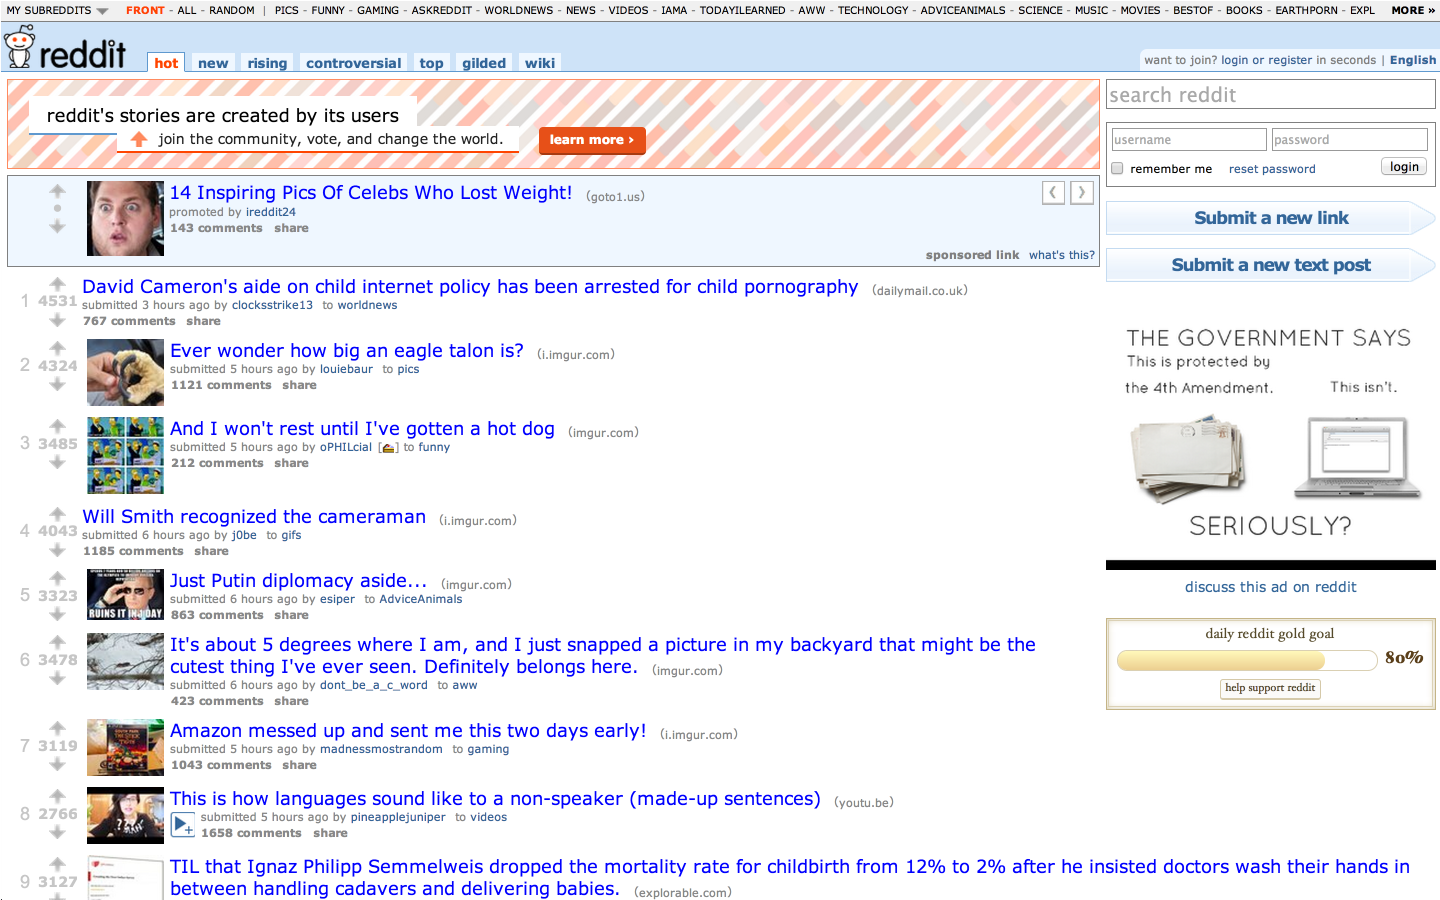 MY SUBREDDITS FRONT - ALL - RANDOM | PICS - FUNNY - GAMING - ASKREDDIT - WORLDNEWS - NEWS - VIDEOS - IAMA - TODAYILEARNED - AWW - TECHNOLOGY - ADVICEANIMALS - SCIENCE - MUSIC - MOVIES - BESTOF - BOOKS - EARTHPORN - EXPL MORE »
reddit hot new rising controversial top gilded wiki
want to join? login or register in seconds | English
reddit's stories are created by its users
join the community, vote, and change the world.
learn more ›
14 Inspiring Pics Of Celebs Who Lost Weight! (goto1.us)
promoted by ireddit24
143 comments share
sponsored link what's this?
1 4531
David Cameron's aide on child internet policy has been arrested for child pornography (dailymail.co.uk)
submitted 3 hours ago by clocksstrike13 to worldnews
767 comments share
2 4324
Ever wonder how big an eagle talon is? (i.imgur.com)
submitted 5 hours ago by louiebaur to pics
1121 comments share
3 3485
And I won't rest until I've gotten a hot dog (imgur.com)
submitted 5 hours ago by oPHILcial [] to funny
212 comments share
4 4043
Will Smith recognized the cameraman (i.imgur.com)
submitted 6 hours ago by j0be to gifs
1185 comments share
5 3323
RUINS IT IN 1 DAY
Just Putin diplomacy aside... (imgur.com)
submitted 6 hours ago by esiper to AdviceAnimals
863 comments share
6 3478
It's about 5 degrees where I am, and I just snapped a picture in my backyard that might be the
cutest thing I've ever seen. Definitely belongs here. (imgur.com)
submitted 6 hours ago by dont_be_a_c_word to aww
423 comments share
7 3119
Amazon messed up and sent me this two days early! (i.imgur.com)
submitted 5 hours ago by madnessmostrandom to gaming
1043 comments share
8 2766
This is how languages sound like to a non-speaker (made-up sentences) (youtu.be)
submitted 5 hours ago by pineapplejuniper to videos
1658 comments share
9 3127
TIL that Ignaz Philipp Semmelweis dropped the mortality rate for childbirth from 12% to 2% after he insisted doctors wash their hands in
between handling cadavers and delivering babies. (explorable.com)
search reddit
username password
remember me reset password login
Submit a new link
Submit a new text post
THE GOVERNMENT SAYS
This is protected by
the 4th Amendment. This isn't.
SERIOUSLY?
discuss this ad on reddit
daily reddit gold goal
80%
help support reddit